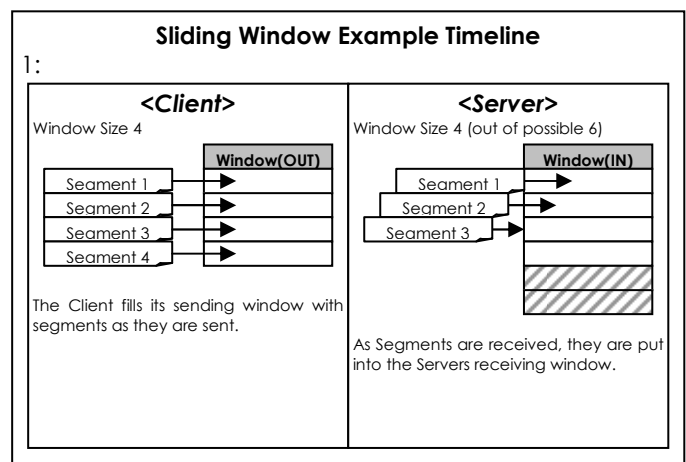 Sliding Window Example Timeline
1:
<Client>
Window Size 4
Window(OUT)
Segment 1
Segment 2
Segment 3
Segment 4
The Client fills its sending window with
segments as they are sent.
<Server>
Window Size 4 (out of possible 6)
Window(IN)
Segment 1
Segment 2
Segment 3
As Segments are received, they are put
into the Servers receiving window.